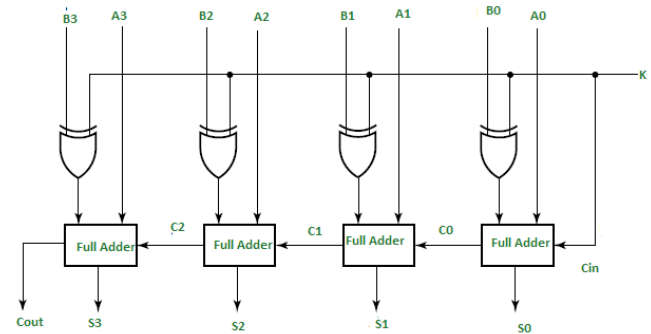 B3 A3 B2 A2 B1 A1 B0 A0
K
Full Adder C2 Full Adder C1 Full Adder C0 Full Adder
Cin
Cout S3 S2 S1 S0